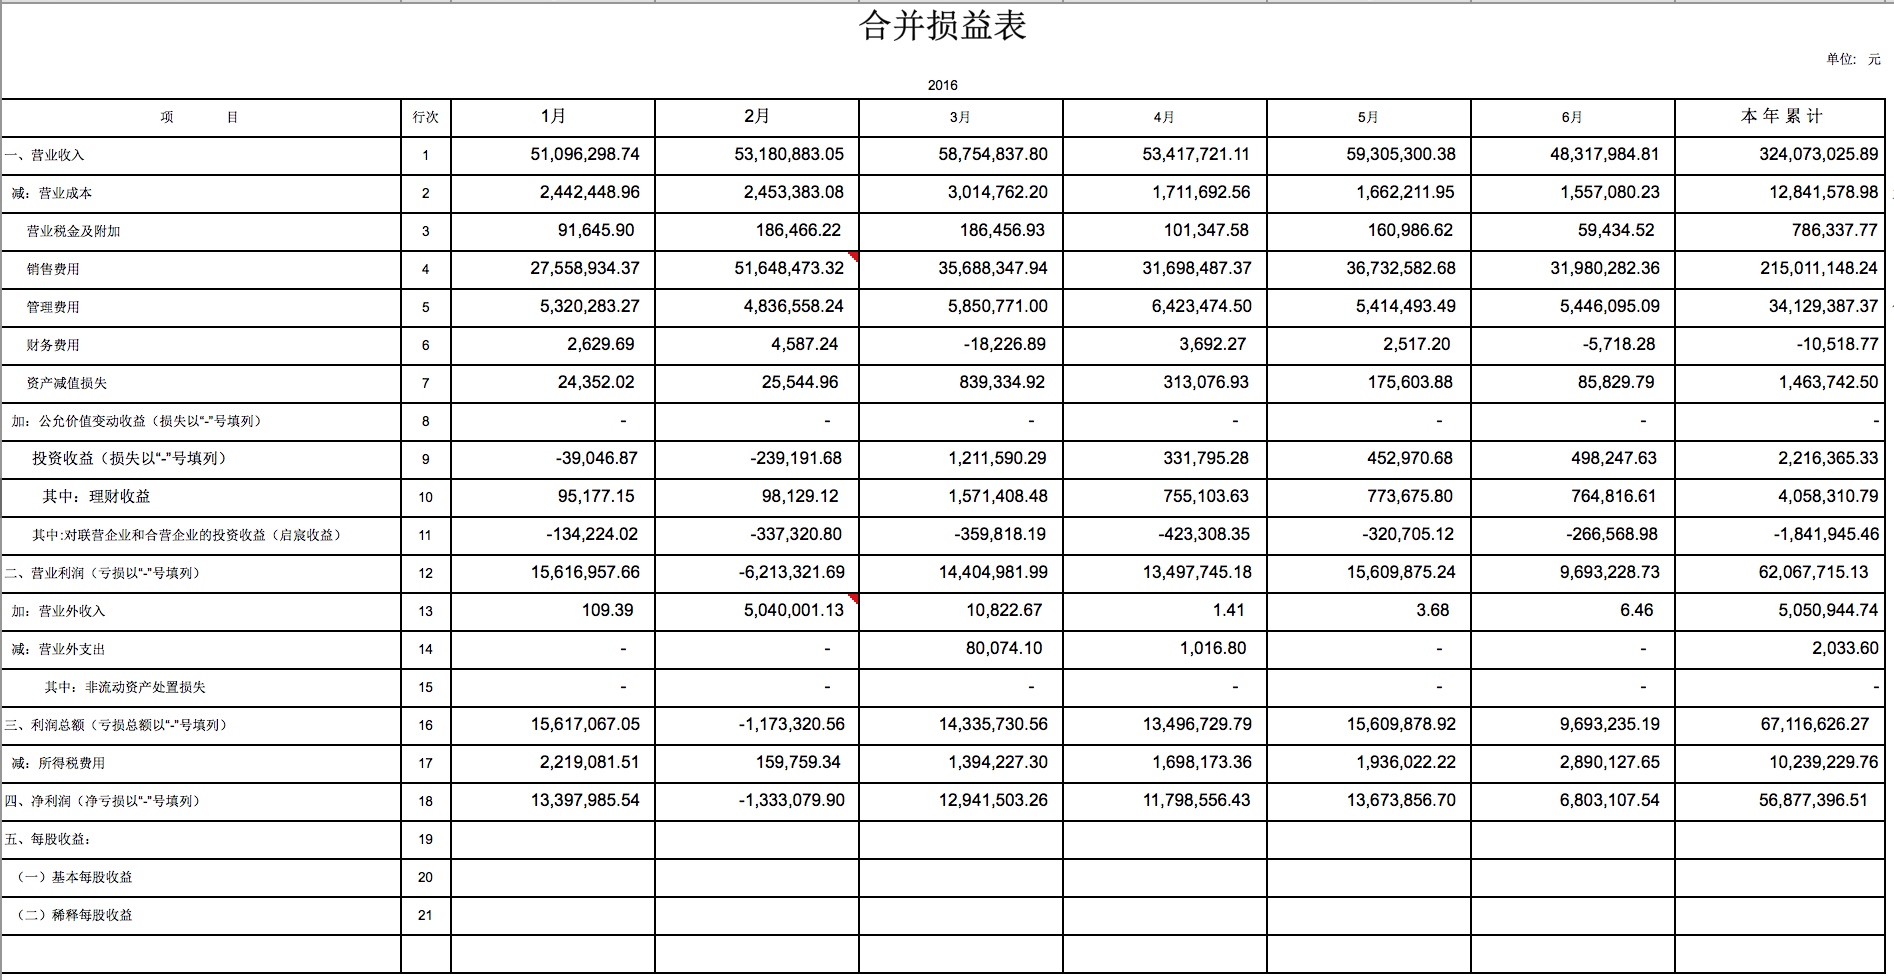 合并损益表
单位: 元
2016
项 目 行次 1月 2月 3月 4月 5月 6月 本年累计
一、营业收入 1 51,096,298.74 53,180,883.05 58,754,837.80 53,417,721.11 59,305,300.38 48,317,984.81 324,073,025.89
减: 营业成本 2 2,442,448.96 2,453,383.08 3,014,762.20 1,711,692.56 1,662,211.95 1,557,080.23 12,841,578.98
营业税金及附加 3 91,645.90 186,466.22 186,456.93 101,347.58 160,986.62 59,434.52 786,337.77
销售费用 4 27,558,934.37 51,648,473.32 35,688,347.94 31,698,487.37 36,732,582.68 31,980,282.36 215,011,148.24
管理费用 5 5,320,283.27 4,836,558.24 5,850,771.00 6,423,474.50 5,414,493.49 5,446,095.09 34,129,387.37
财务费用 6 2,629.69 4,587.24 -18,226.89 3,692.27 2,517.20 -5,718.28 -10,518.77
资产减值损失 7 24,352.02 25,544.96 839,334.92 313,076.93 175,603.88 85,829.79 1,463,742.50
加: 公允价值变动收益（损失以“-”号填列） 8 - - - - - - -
投资收益（损失以“-”号填列） 9 -39,046.87 -239,191.68 1,211,590.29 331,795.28 452,970.68 498,247.63 2,216,365.33
其中: 理财收益 10 95,177.15 98,129.12 1,571,408.48 755,103.63 773,675.80 764,816.61 4,058,310.79
其中:对联营企业和合营企业的投资收益（启宸收益） 11 -134,224.02 -337,320.80 -359,818.19 -423,308.35 -320,705.12 -266,568.98 -1,841,945.46
二、营业利润（亏损以“-”号填列） 12 15,616,957.66 -6,213,321.69 14,404,981.99 13,497,745.18 15,609,875.24 9,693,228.73 62,067,715.13
加: 营业外收入 13 109.39 5,040,001.13 10,822.67 1.41 3.68 6.46 5,050,944.74
减: 营业外支出 14 - - 80,074.10 1,016.80 - - 2,033.60
其中: 非流动资产处置损失 15 - - - - - - -
三、利润总额（亏损总额以“-”号填列） 16 15,617,067.05 -1,173,320.56 14,335,730.56 13,496,729.79 15,609,878.92 9,693,235.19 67,116,626.27
减: 所得税费用 17 2,219,081.51 159,759.34 1,394,227.30 1,698,173.36 1,936,022.22 2,890,127.65 10,239,229.76
四、净利润（净亏损以“-”号填列） 18 13,397,985.54 -1,333,079.90 12,941,503.26 11,798,556.43 13,673,856.70 6,803,107.54 56,877,396.51
五、每股收益: 19
（一）基本每股收益 20
（二）稀释每股收益 21